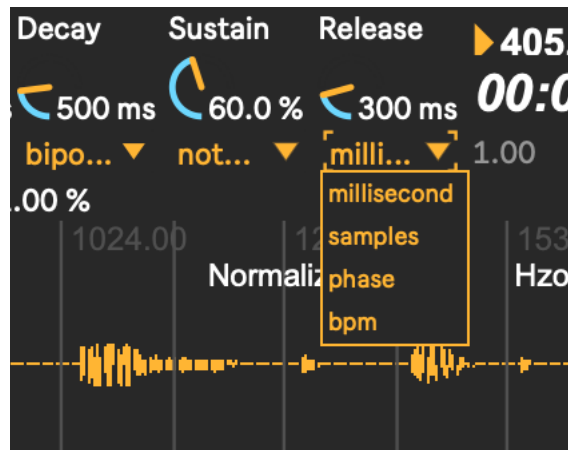 Decay Sustain Release
405.
500 ms 60.0 % 300 ms 00:0
bipo... not... milli... 1.00
.00 %
millisecond
samples
phase
bpm
1024.00 12 153
Normaliz Hzo